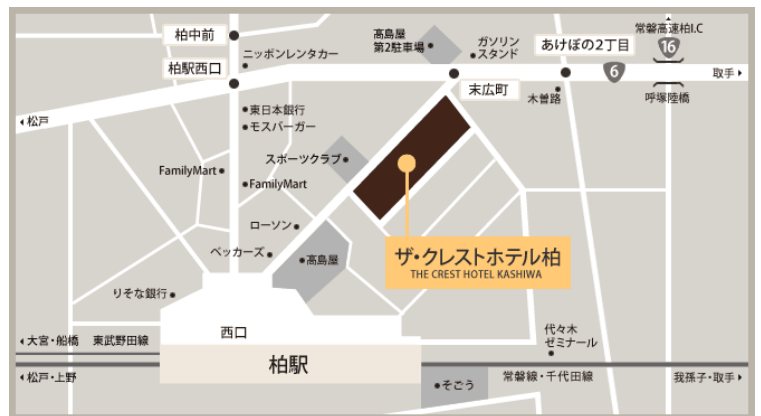 柏中前
髙島屋
第2駐車場
ガソリン
スタンド
あけぼの2丁目
常磐高速柏I.C
16
ニッポンレンタカー
柏駅西口
6
取手
末広町
木曽路
呼塚陸橋
松戸
東日本銀行
モスバーガー
スポーツクラブ
FamilyMart
FamilyMart
ローソン
ベッカーズ
髙島屋
ザ・クレストホテル柏
THE CREST HOTEL KASHIWA
りそな銀行
西口
代々木
ゼミナール
大宮・船橋 東武野田線
柏駅
松戸・上野
そごう
常磐線・千代田線
我孫子・取手